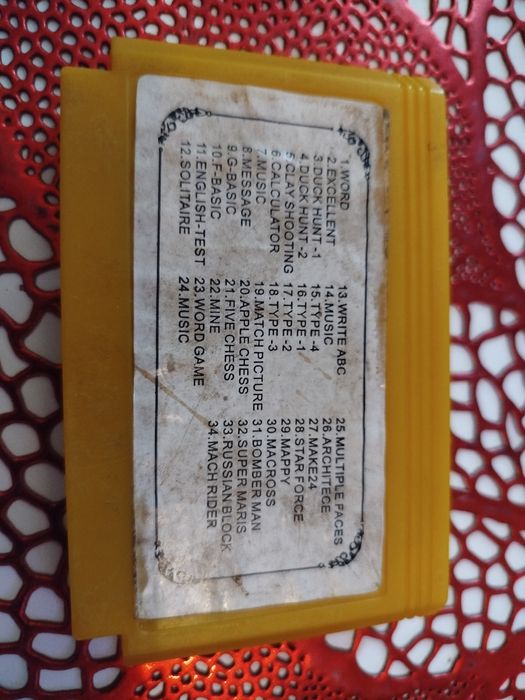 1.WORD
2.EXCELLENT
3.DUCK HUNT -1
4.DUCK HUNT -2
5.CLAY SHOOTING
6.CALCULATOR
7.MUSIC
8.MESSAGE
9.G-BASIC
10.F-BASIC
11.ENGLISH-TEST
12.SOLITAIRE
13.WRITE ABC
14.MUSIC
15.TYPE -4
16.TYPE -1
17.TYPE -2
18.TYPE -3
19.MATCH PICTURE
20.APPLE CHESS
21.FIVE CHESS
22.MINE
23.WORD GAME
24.MUSIC
25.MULTIPLE FACES
26.ARCHITECE
27.MAKE24
28.STAR FORCE
29.MAPPY
30.MACROSS
31.BOMBER MAN
32.SUPER MARIS
33.RUSSIAN BLOCK
34.MACH RIDER